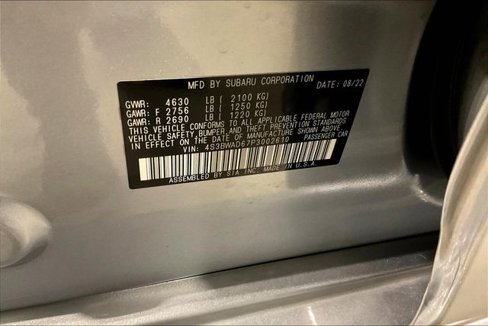 MFD BY SUBARU CORPORATION DATE: 08/22
GVWR: 4630 LB ( 2100 KG)
GAWR: F 2756 LB ( 1250 KG)
GAWR: R 2690 LB ( 1220 KG)
THIS VEHICLE CONFORMS TO ALL APPLICABLE FEDERAL MOTOR
VEHICLE SAFETY, BUMPER, AND THEFT PREVENTION STANDARDS
IN EFFECT ON THE DATE OF MANUFACTURE SHOWN ABOVE.
VIN: 4S3BWAD67P3002610 PASSENGER CAR
ASSEMBLED BY SIA, INC. MADE IN U.S.A.